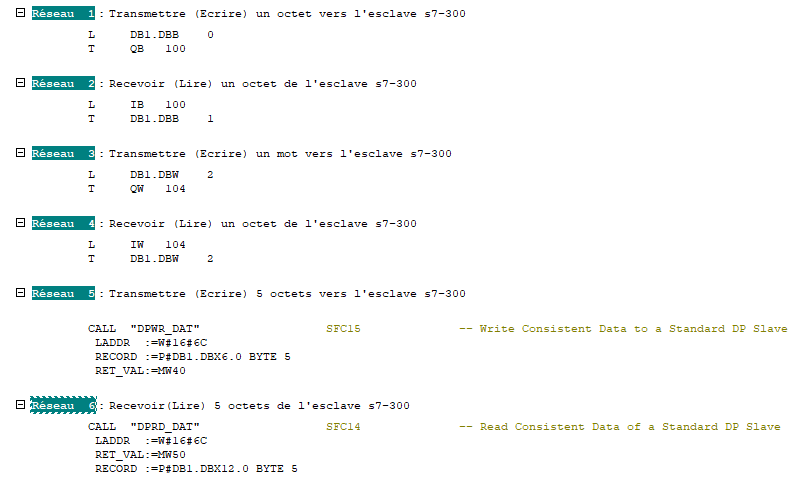 Réseau 1 : Transmettre (Ecrire) un octet vers l'esclave s7-300
L DB1.DBB 0
T QB 100
Réseau 2 : Recevoir (Lire) un octet de l'esclave s7-300
L IB 100
T DB1.DBB 1
Réseau 3 : Transmettre (Ecrire) un mot vers l'esclave s7-300
L DB1.DBW 2
T QW 104
Réseau 4 : Recevoir (Lire) un octet de l'esclave s7-300
L IW 104
T DB1.DBW 2
Réseau 5 : Transmettre (Ecrire) 5 octets vers l'esclave s7-300
CALL "DPWR_DAT" SFC15 -- Write Consistent Data to a Standard DP Slave
LADDR :=W#16#6C
RECORD :=P#DB1.DBX6.0 BYTE 5
RET_VAL:=MW40
Réseau 6 : Recevoir(Lire) 5 octets de l'esclave s7-300
CALL "DPRD_DAT" SFC14 -- Read Consistent Data of a Standard DP Slave
LADDR :=W#16#6C
RET_VAL:=MW50
RECORD :=P#DB1.DBX12.0 BYTE 5